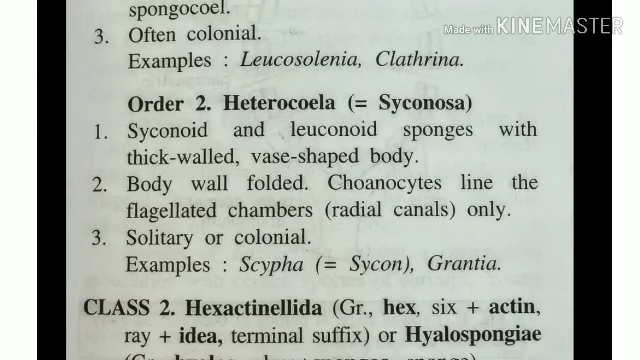 spongocoel.
Made with KINEMASTER
3. Often colonial.
Examples : Leucosolenia, Clathrina.
Order 2. Heterocoela (= Syconosa)
1. Syconoid and leuconoid sponges with
thick-walled, vase-shaped body.
2. Body wall folded. Choanocytes line the
flagellated chambers (radial canals) only.
3. Solitary or colonial.
Examples : Scypha (= Sycon), Grantia.
CLASS 2. Hexactinellida (Gr., hex, six + actin,
ray + idea, terminal suffix) or Hyalospongiae